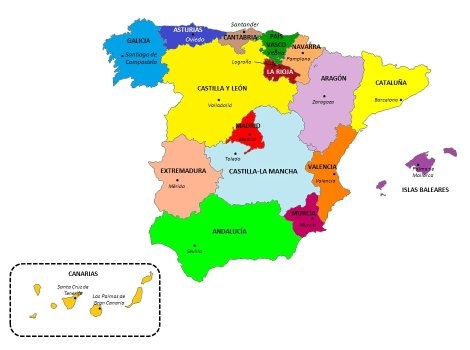 Santander
ASTURIAS
Oviedo
CANTABRIA
PAÍS
VASCO
Vitoria
GALICIA
Santiago de
Compostela
NAVARRA
Pamplona
Logroño
LA RIOJA
CASTILLA Y LEÓN
Valladolid
ARAGÓN
Zaragoza
CATALUÑA
Barcelona
MADRID
Madrid
Toledo
CASTILLA-LA MANCHA
EXTREMADURA
Mérida
VALENCIA
Valencia
Palma de
Mallorca
ISLAS BALEARES
MURCIA
Murcia
ANDALUCÍA
Sevilla
CANARIAS
Santa Cruz de
Tenerife
Las Palmas de
Gran Canaria